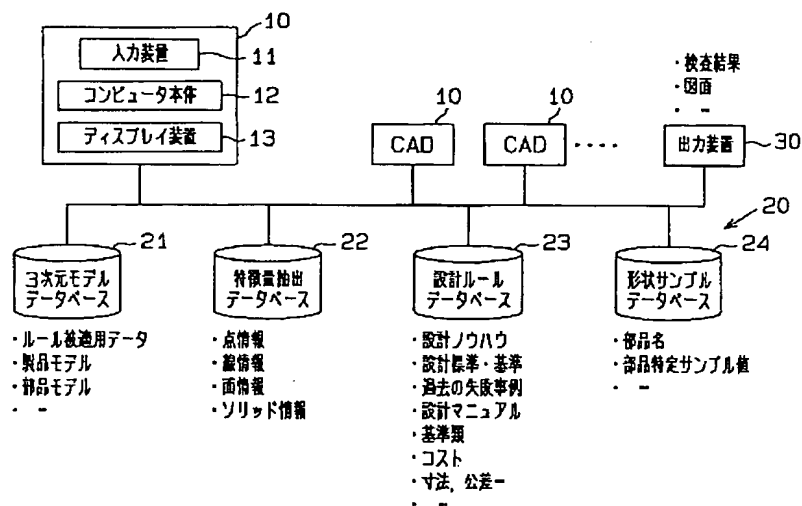 10
入力装置
11
コンピュータ本体
12
ディスプレイ装置
13
10
CAD
10
CAD
・・・・
・検査結果
・図面
・ －
出力装置
30
20
21
3次元モデル
データベース
・ルール被適用データ
・製品モデル
・部品モデル
・ －
22
特徴量抽出
データベース
・点情報
・線情報
・面情報
・ソリッド情報
23
設計ルール
データベース
・設計ノウハウ
・設計標準・基準
・過去の失敗事例
・設計マニュアル
・基準類
・コスト
・寸法, 公差－
・ －
24
形状サンプル
データベース
・部品名
・部品特定サンプル値
・ －